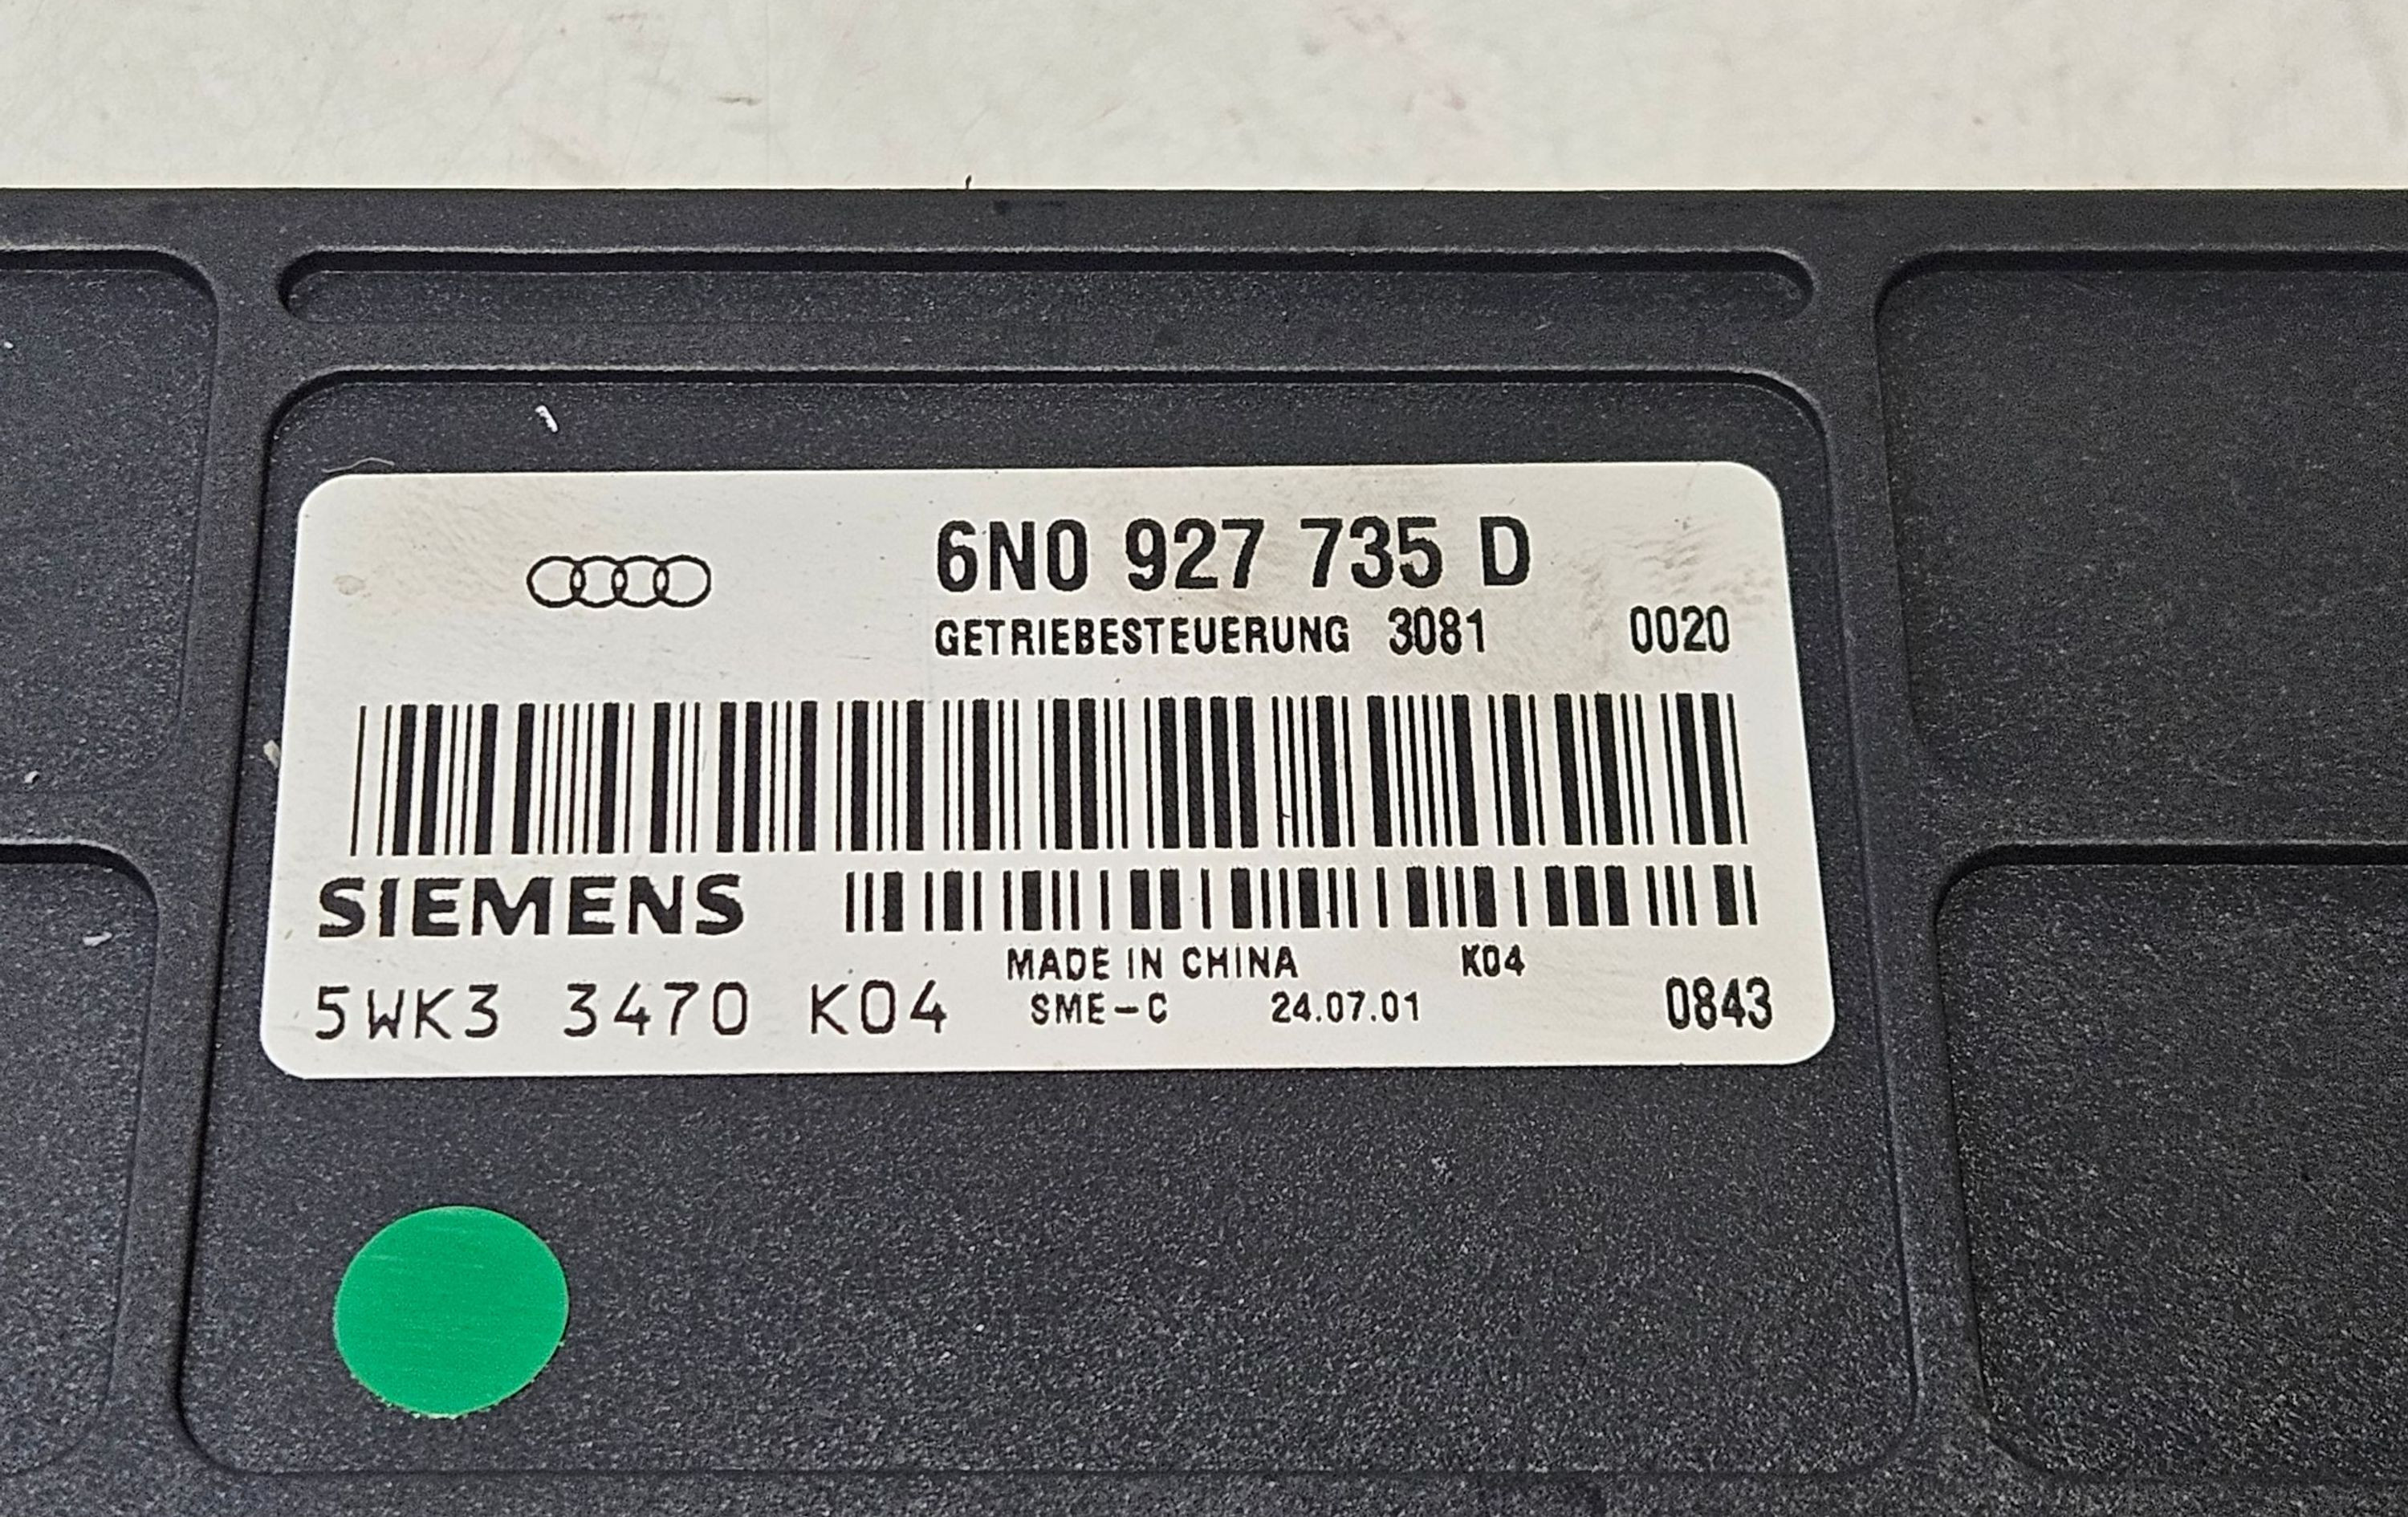 6N0 927 735 D
GETRIEBESTEUERUNG 3081 0020
SIEMENS
MADE IN CHINA K04
5WK3 3470 K04 SME-C 24.07.01 0843